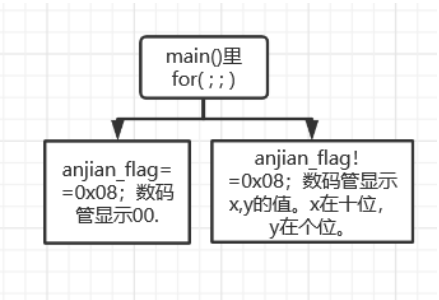 main()里
for( ; ; )
anjian_flag=
=0x08；数码
管显示00.
anjian_flag！
=0x08；数码管显示
x,y的值。x在十位，
y在个位。